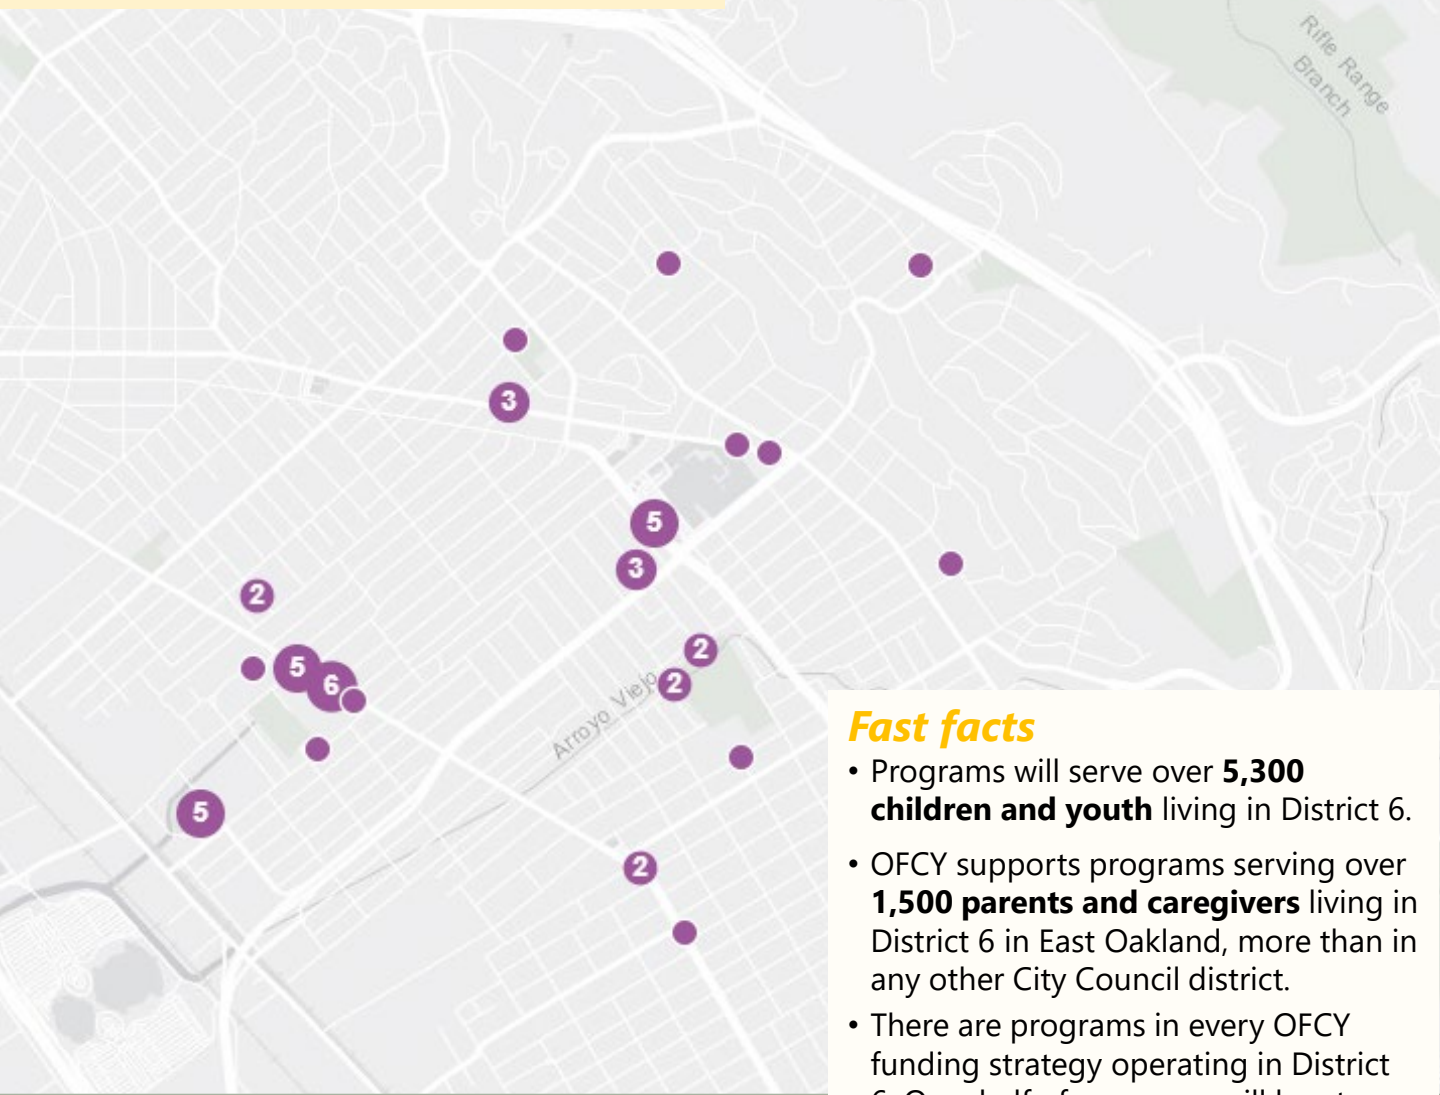 Rifle Range
Branch
3
5
3
2
2
5
6
2
Arroyo Viejo
5
2
Fast facts
• Programs will serve over 5,300
children and youth living in District 6.
• OFCY supports programs serving over
1,500 parents and caregivers living in
District 6 in East Oakland, more than in
any other City Council district.
• There are programs in every OFCY
funding strategy operating in District